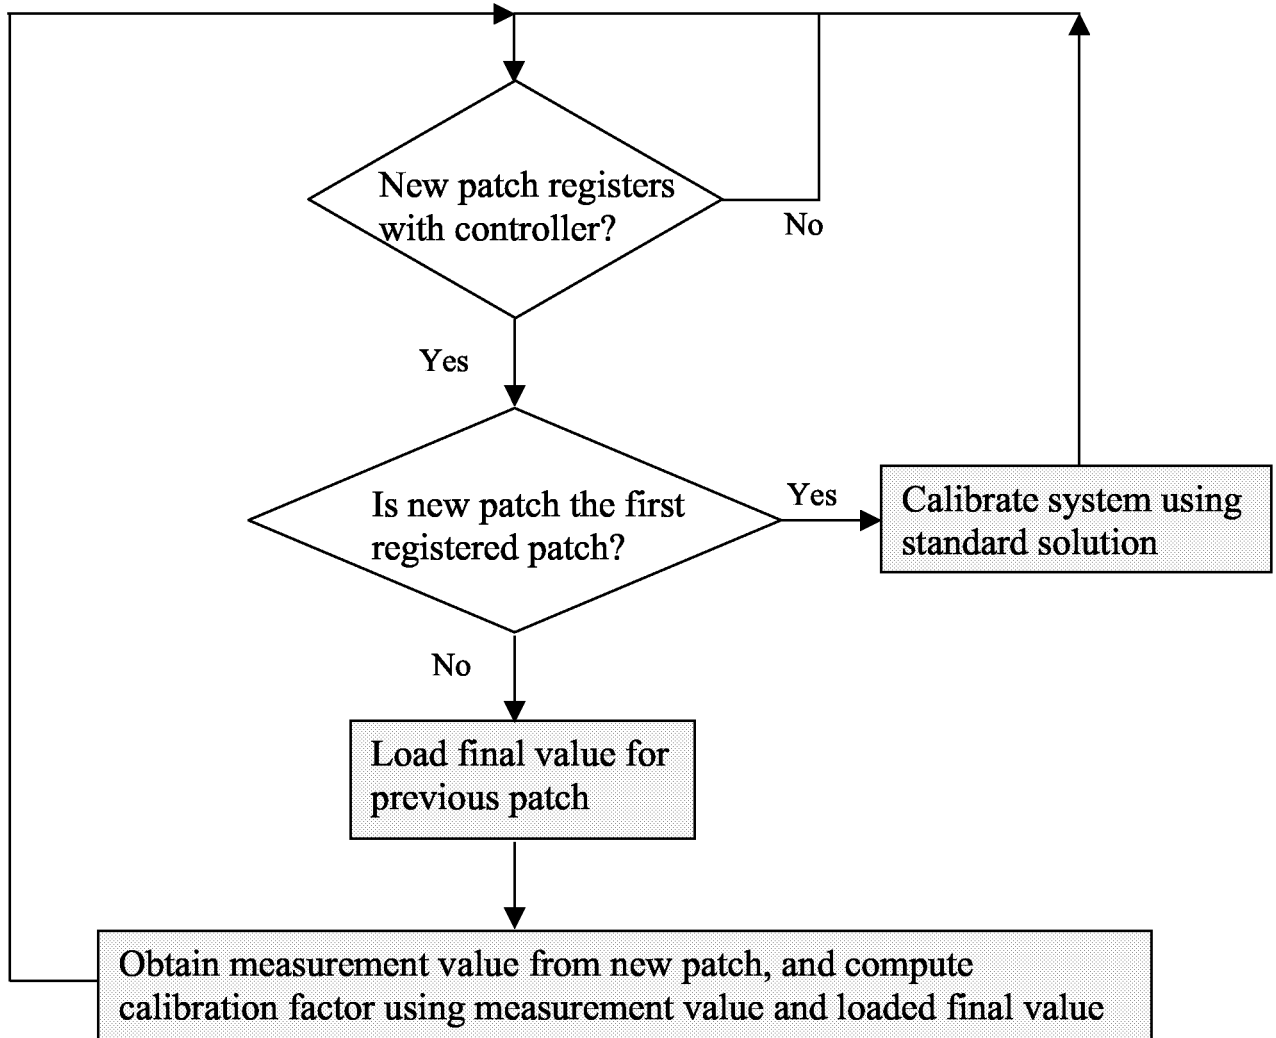 New patch registers
with controller?
No
Yes
Is new patch the first
registered patch?
Yes
Calibrate system using
standard solution
No
Load final value for
previous patch
Obtain measurement value from new patch, and compute
calibration factor using measurement value and loaded final value